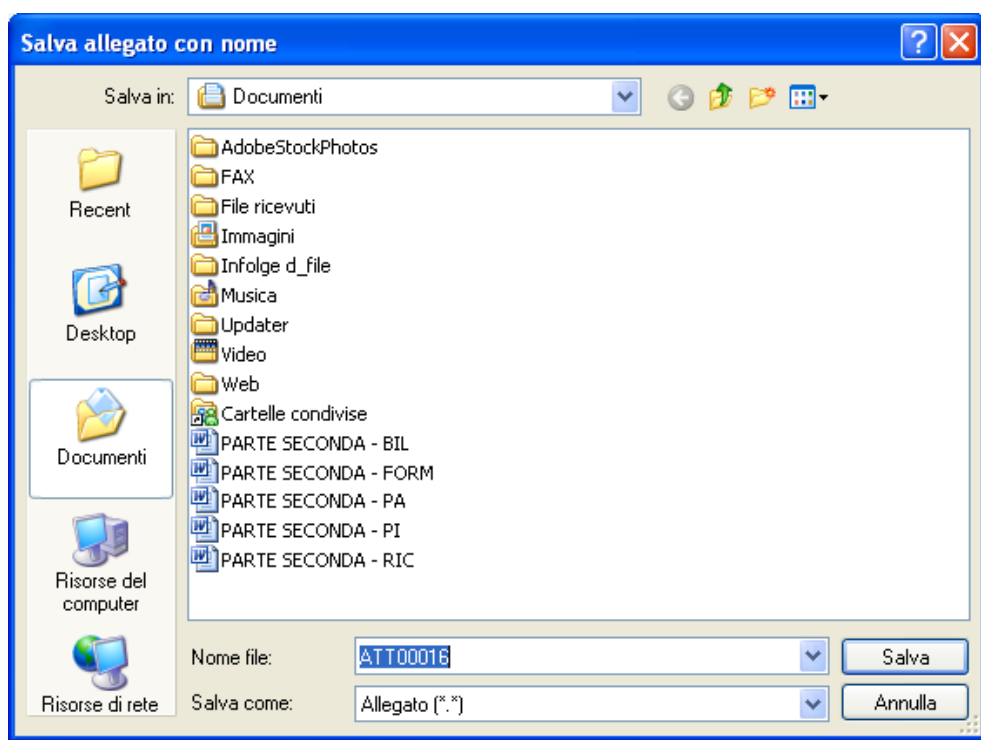 Salva allegato con nome
Salva in:
Documenti
Recent
Desktop
Documenti
Risorse del
computer
Risorse di rete
AdobeStockPhotos
FAX
File ricevuti
Immagini
Infolge d_file
Musica
Updater
Video
Web
Cartelle condivise
PARTE SECONDA - BIL
PARTE SECONDA - FORM
PARTE SECONDA - PA
PARTE SECONDA - PI
PARTE SECONDA - RIC
Nome file:
ATT00016
Salva
Salva come:
Allegato (*.*)
Annulla